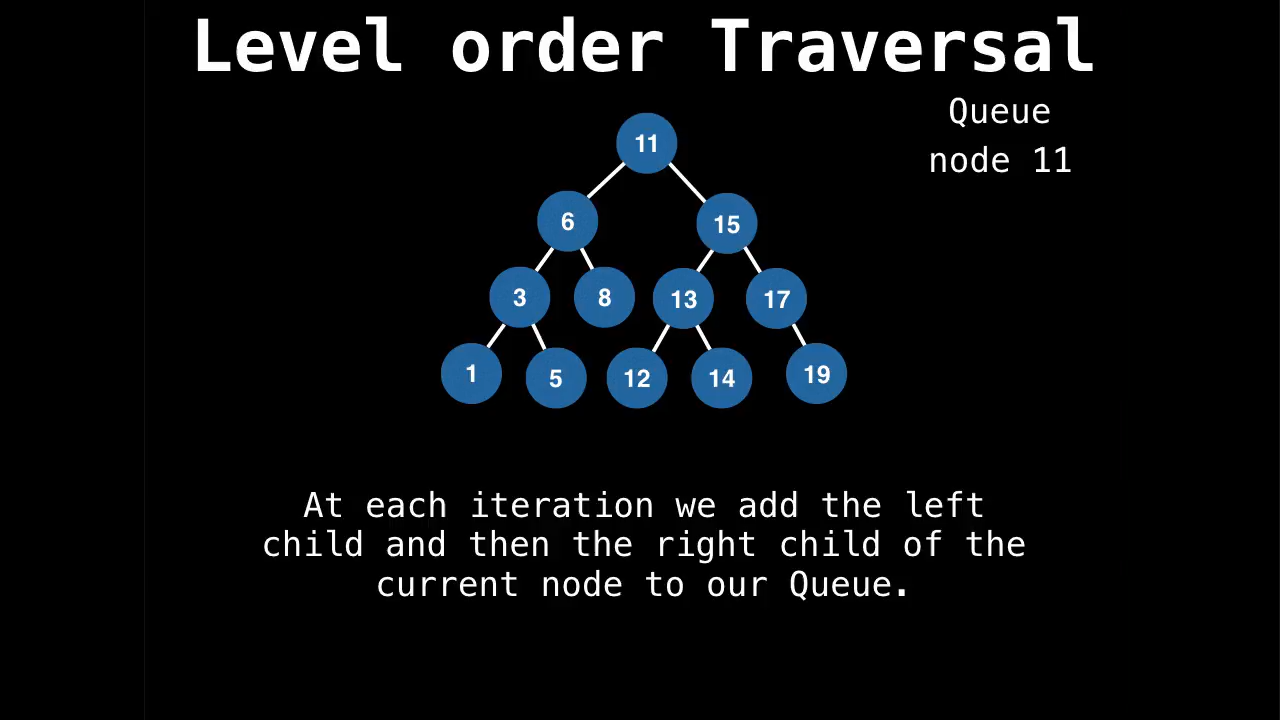 Level order Traversal
Queue
node 11
11
6
15
3
8
13
17
1
5
12
14
19
At each iteration we add the left
child and then the right child of the
current node to our Queue.